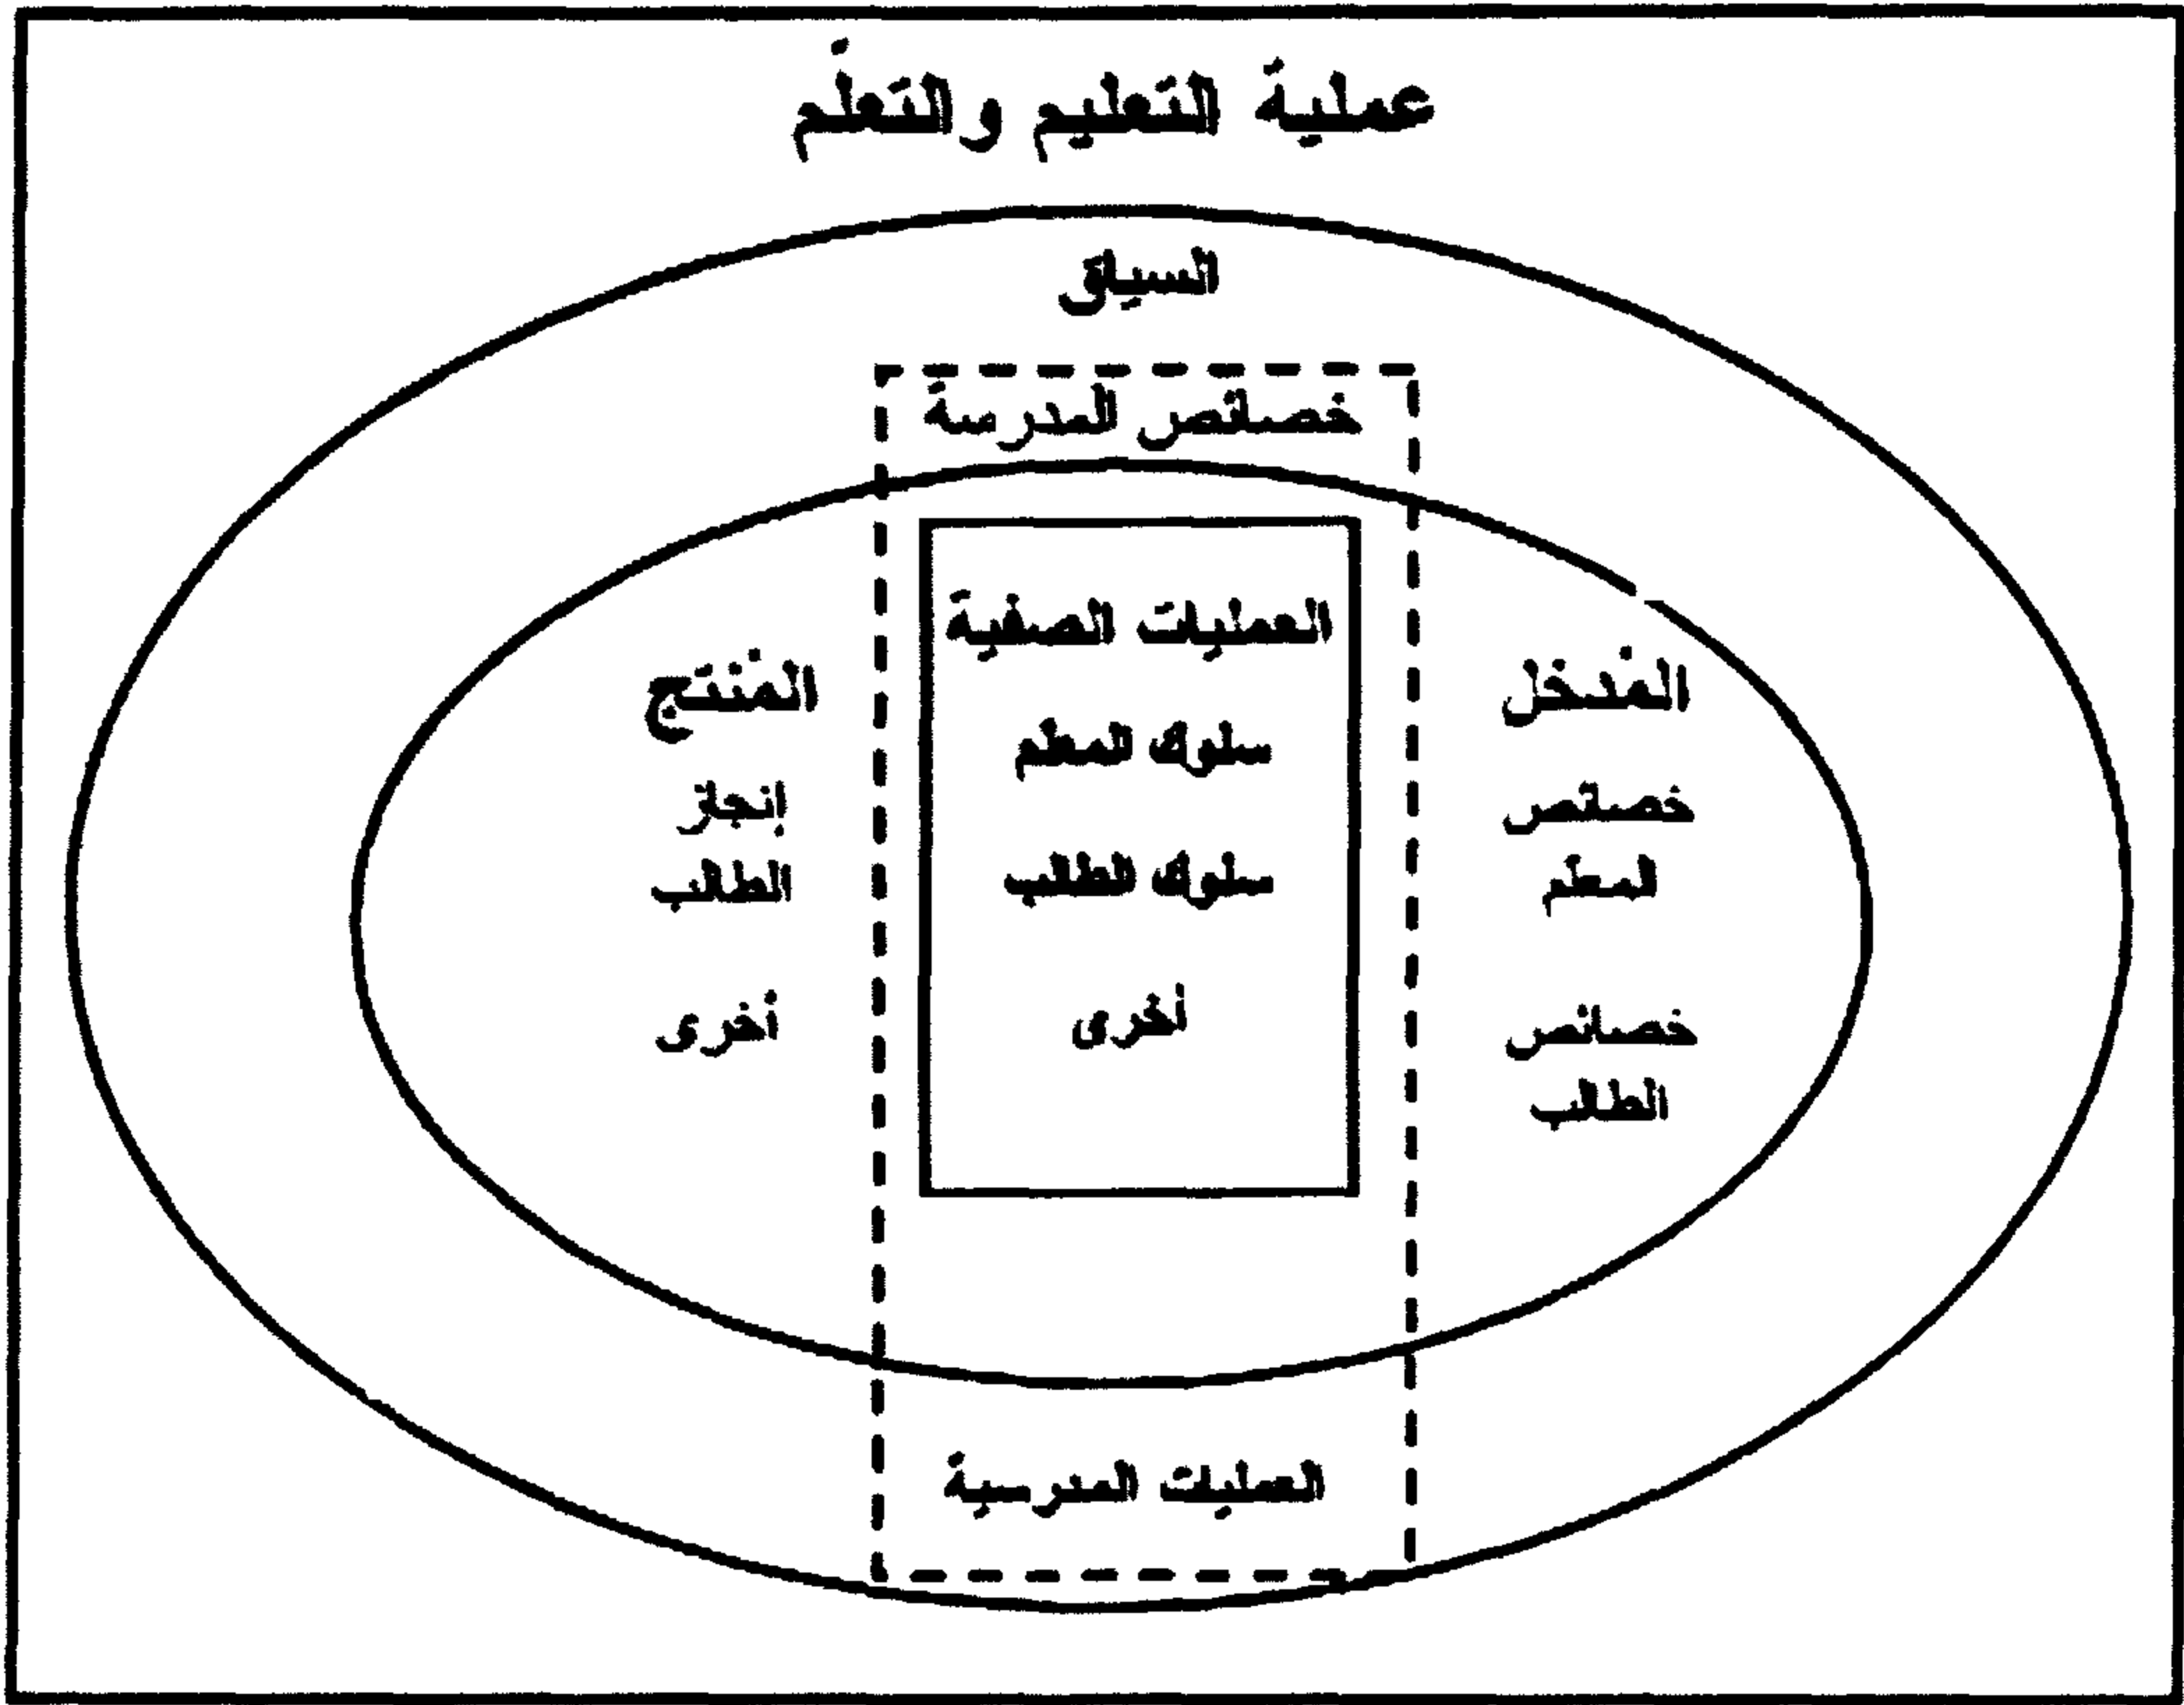 عملية التعليم والتعلم
السياق
خصائص المدرسة
العمليات الصفية
المدخل
المنتج
سلوك المعلم
خصائص
المعلم
إنجاز
الطالب
سلوك الطالب
أخرى
خصائص
الطالب
أخرى
العمليات المدرسية